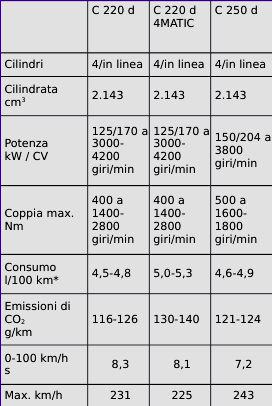 C 220 d C 220 d C 250 d
4MATIC
Cilindri 4/in linea 4/in linea 4/in linea
Cilindrata 2.143 2.143 2.143
cm³
125/170 a 125/170 a
3000- 3000- 150/204 a
Potenza 4200 4200 3800
kW / CV giri/min giri/min giri/min
400 a 400 a 500 a
Coppia max. 1400- 1400- 1600-
Nm 2800 2800 1800
giri/min giri/min giri/min
Consumo 4,5-4,8 5,0-5,3 4,6-4,9
l/100 km*
Emissioni di
CO₂ 116-126 130-140 121-124
g/km
0-100 km/h 8,3 8,1 7,2
s
Max. km/h 231 225 243